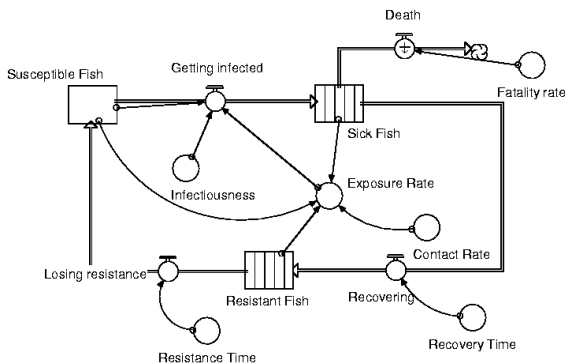 Death
Getting infected
Susceptible Fish
Fatality rate
Sick Fish
Infectiousness
Exposure Rate
Contact Rate
Losing resistance
Resistant Fish
Recovering
Recovery Time
Resistance Time